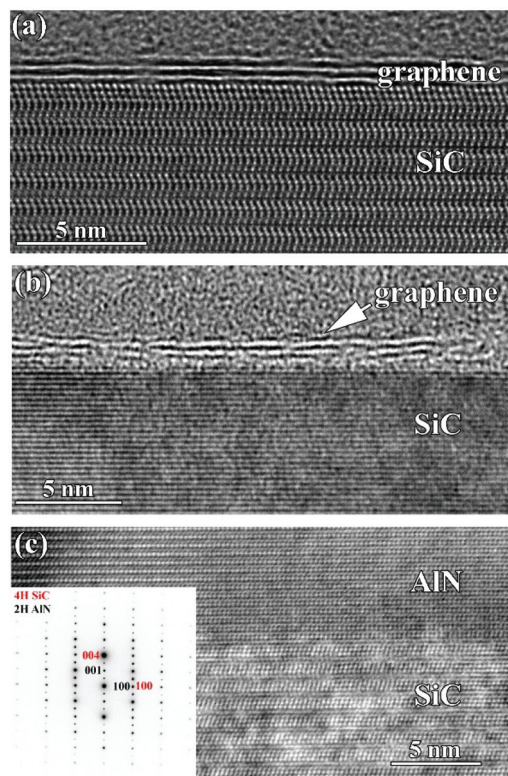 (a)
graphene
SiC
5 nm
(b)
graphene
SiC
5 nm
(c)
AlN
4H SiC
2H AlN
004
001
100 100
SiC
5 nm